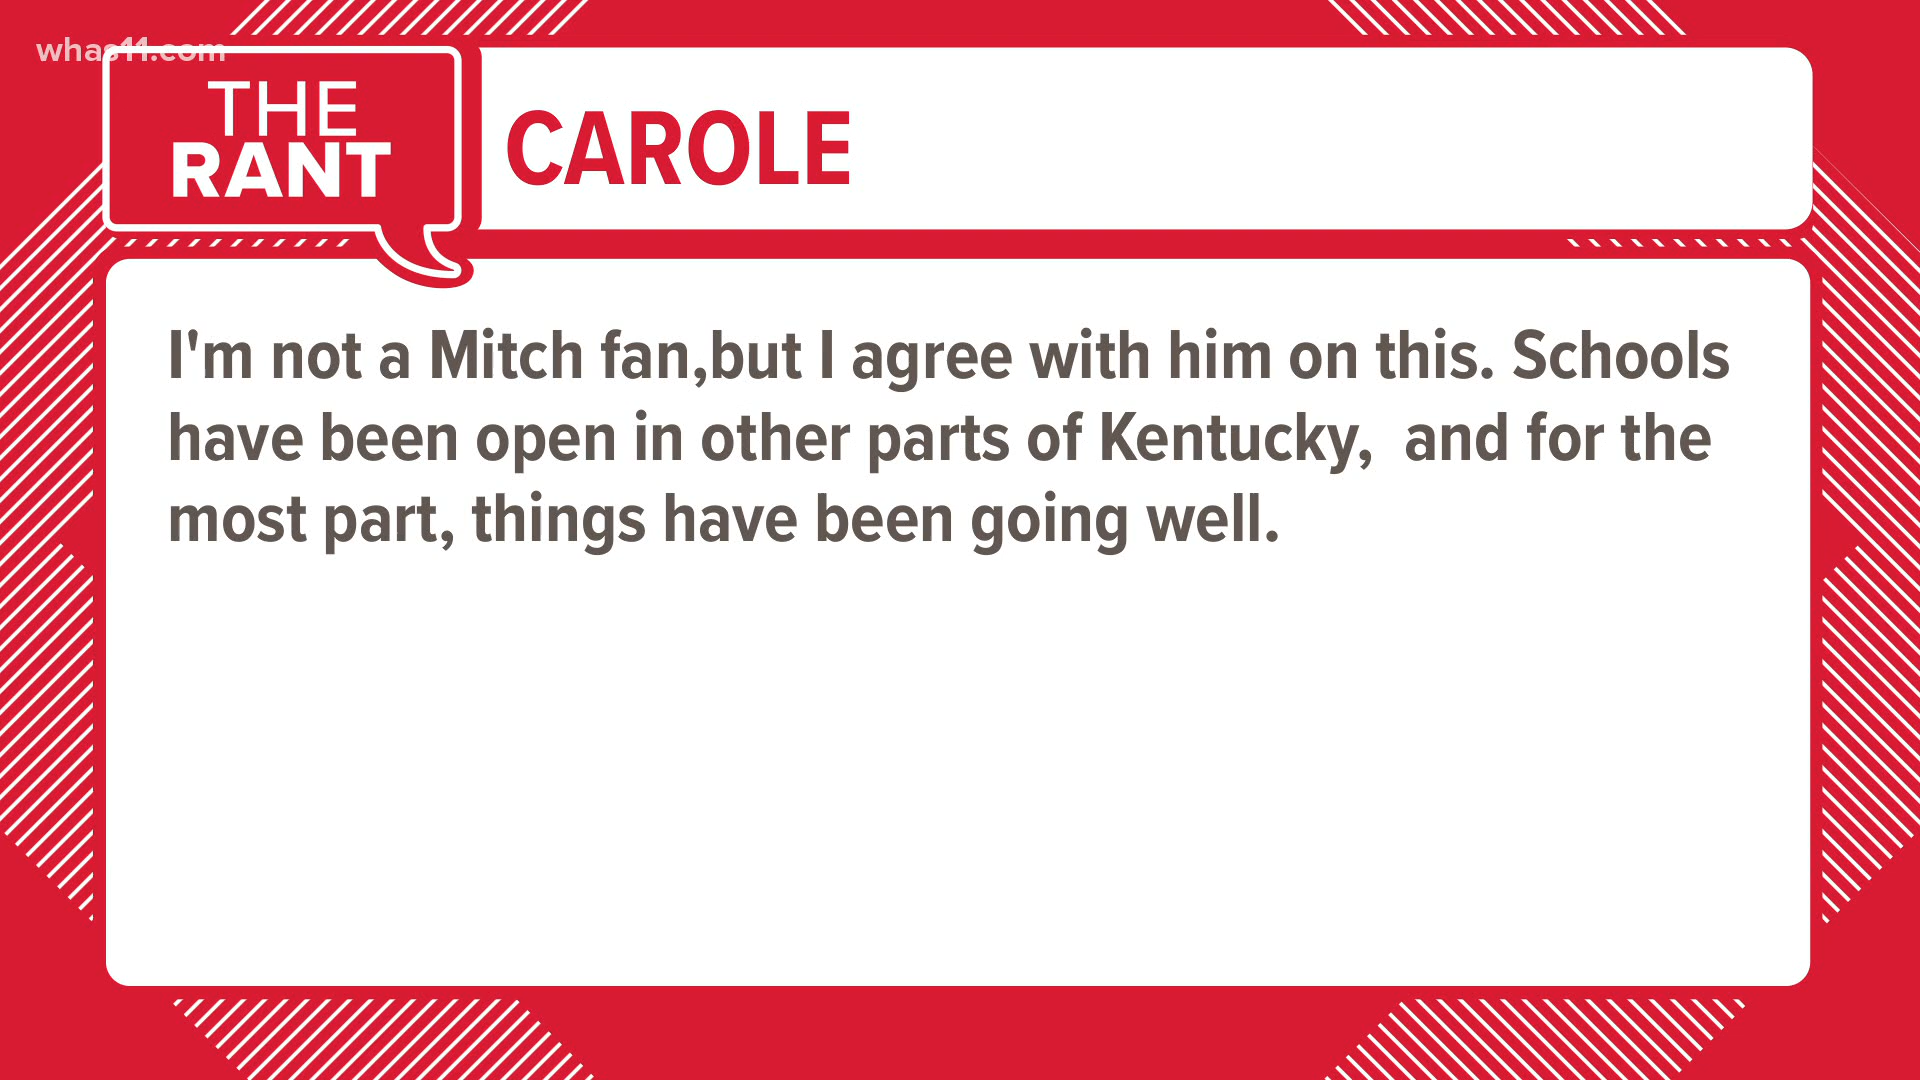 whas11.com
THE
RANT
CAROLE
I'm not a Mitch fan,but I agree with him on this. Schools
have been open in other parts of Kentucky,  and for the
most part, things have been going well.